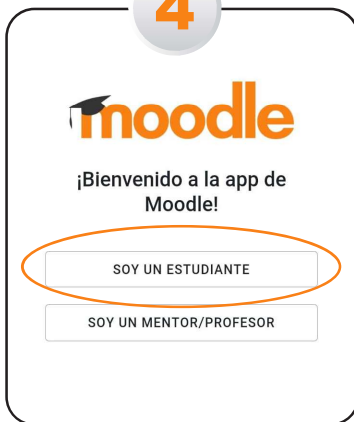 4
moodle
¡Bienvenido a la app de
Moodle!
SOY UN ESTUDIANTE
SOY UN MENTOR/PROFESOR